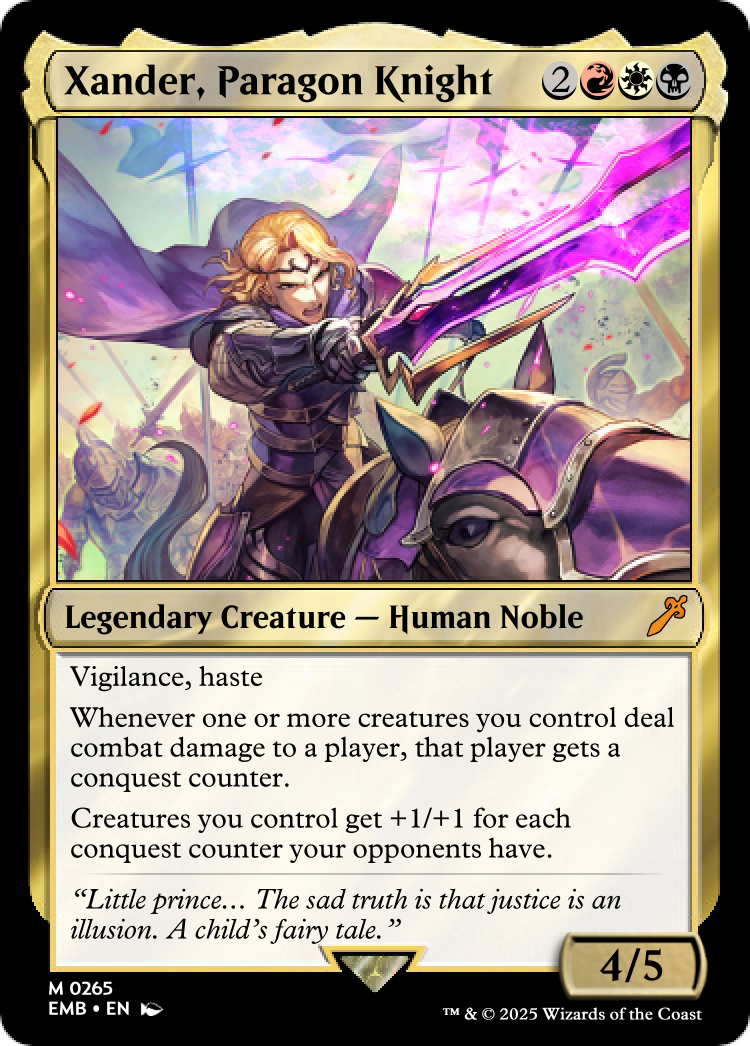 Xander, Paragon Knight 2
Legendary Creature — Human Noble
Vigilance, haste
Whenever one or more creatures you control deal
combat damage to a player, that player gets a
conquest counter.
Creatures you control get +1/+1 for each
conquest counter your opponents have.
“Little prince… The sad truth is that justice is an
illusion. A child’s fairy tale.”
4/5
M 0265
EMB • EN
™ & © 2025 Wizards of the Coast